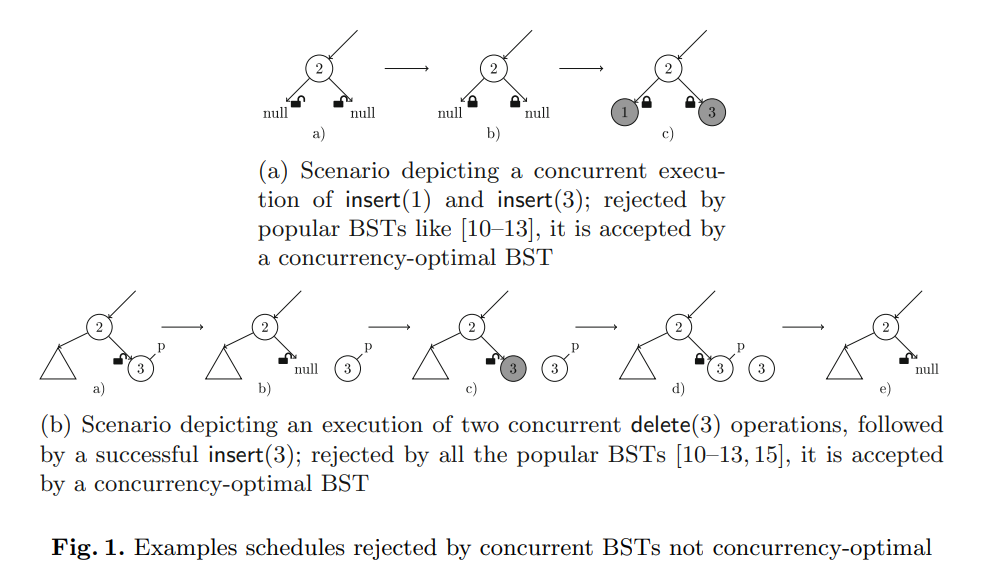 2 2 2
null null null null 1 3
a) b) c)
(a) Scenario depicting a concurrent execu-
tion of insert(1) and insert(3); rejected by
popular BSTs like [10–13], it is accepted by
a concurrency-optimal BST
2 2 2 2 2
p p p p
3 null 3 3 3 3 3 null
a) b) c) d) e)
(b) Scenario depicting an execution of two concurrent delete(3) operations, followed
by a successful insert(3); rejected by all the popular BSTs [10–13, 15], it is accepted
by a concurrency-optimal BST
Fig. 1. Examples schedules rejected by concurrent BSTs not concurrency-optimal